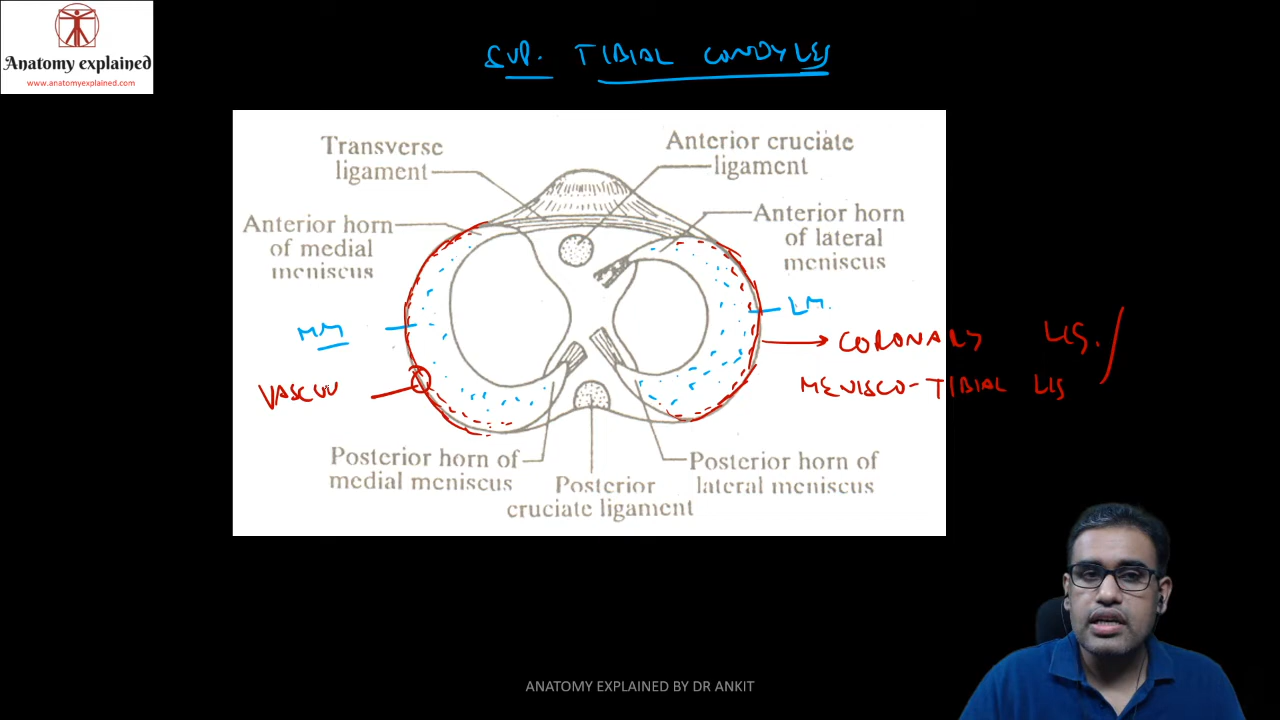 Anatomy explained
www.anatomyexplained.com
SUP. TIBIAL CONDYLES
Transverse
ligament
Anterior cruciate
ligament
Anterior horn
of medial
meniscus
Anterior horn
of lateral
meniscus
MM
LM
CORONARY LIG. /
MENISCO-TIBIAL LIG
VASCU
Posterior horn of
medial meniscus
Posterior
cruciate ligament
Posterior horn of
lateral meniscus
ANATOMY EXPLAINED BY DR ANKIT